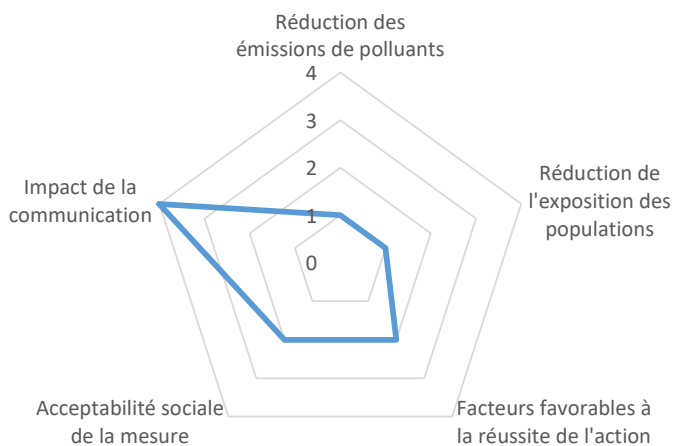 Réduction des
émissions de polluants
4
3
2
1
0
Réduction de
l'exposition des
populations
Facteurs favorables à
la réussite de l'action
Acceptabilité sociale
de la mesure
Impact de la
communication